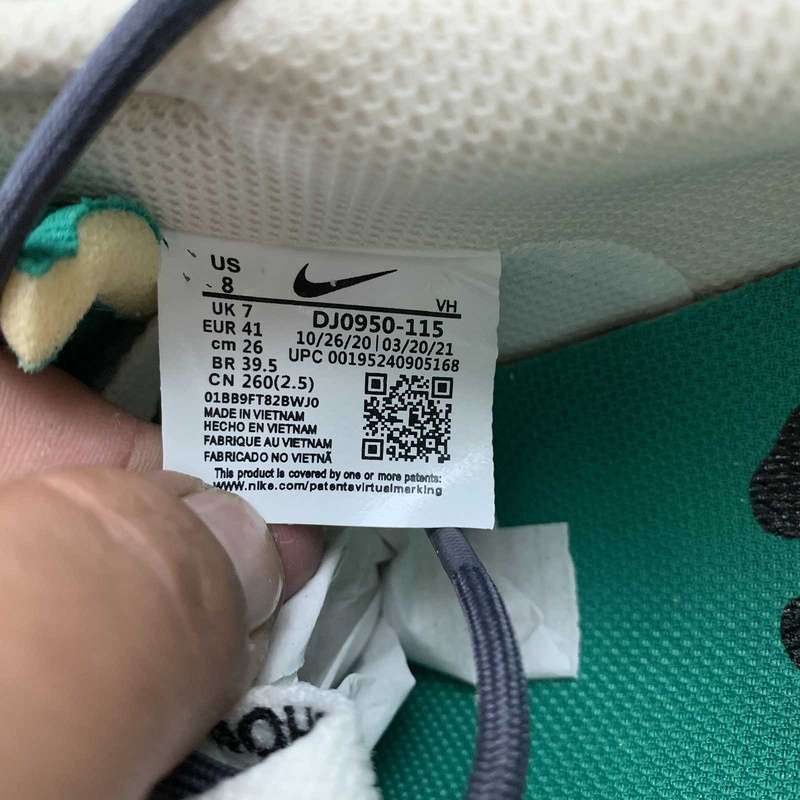 US
8
VH
UK 7
EUR 41
cm 26
BR 39.5
CN 260(2.5)
DJ0950-115
10/26/20 | 03/20/21
UPC 00195240905168
01BB9FT82BWJ0
MADE IN VIETNAM
HECHO EN VIETNAM
FABRIQUE AU VIETNAM
FABRICADO NO VIETNÃ
This product is covered by one or more patents:
www.nike.com/patentsvirtualmarking